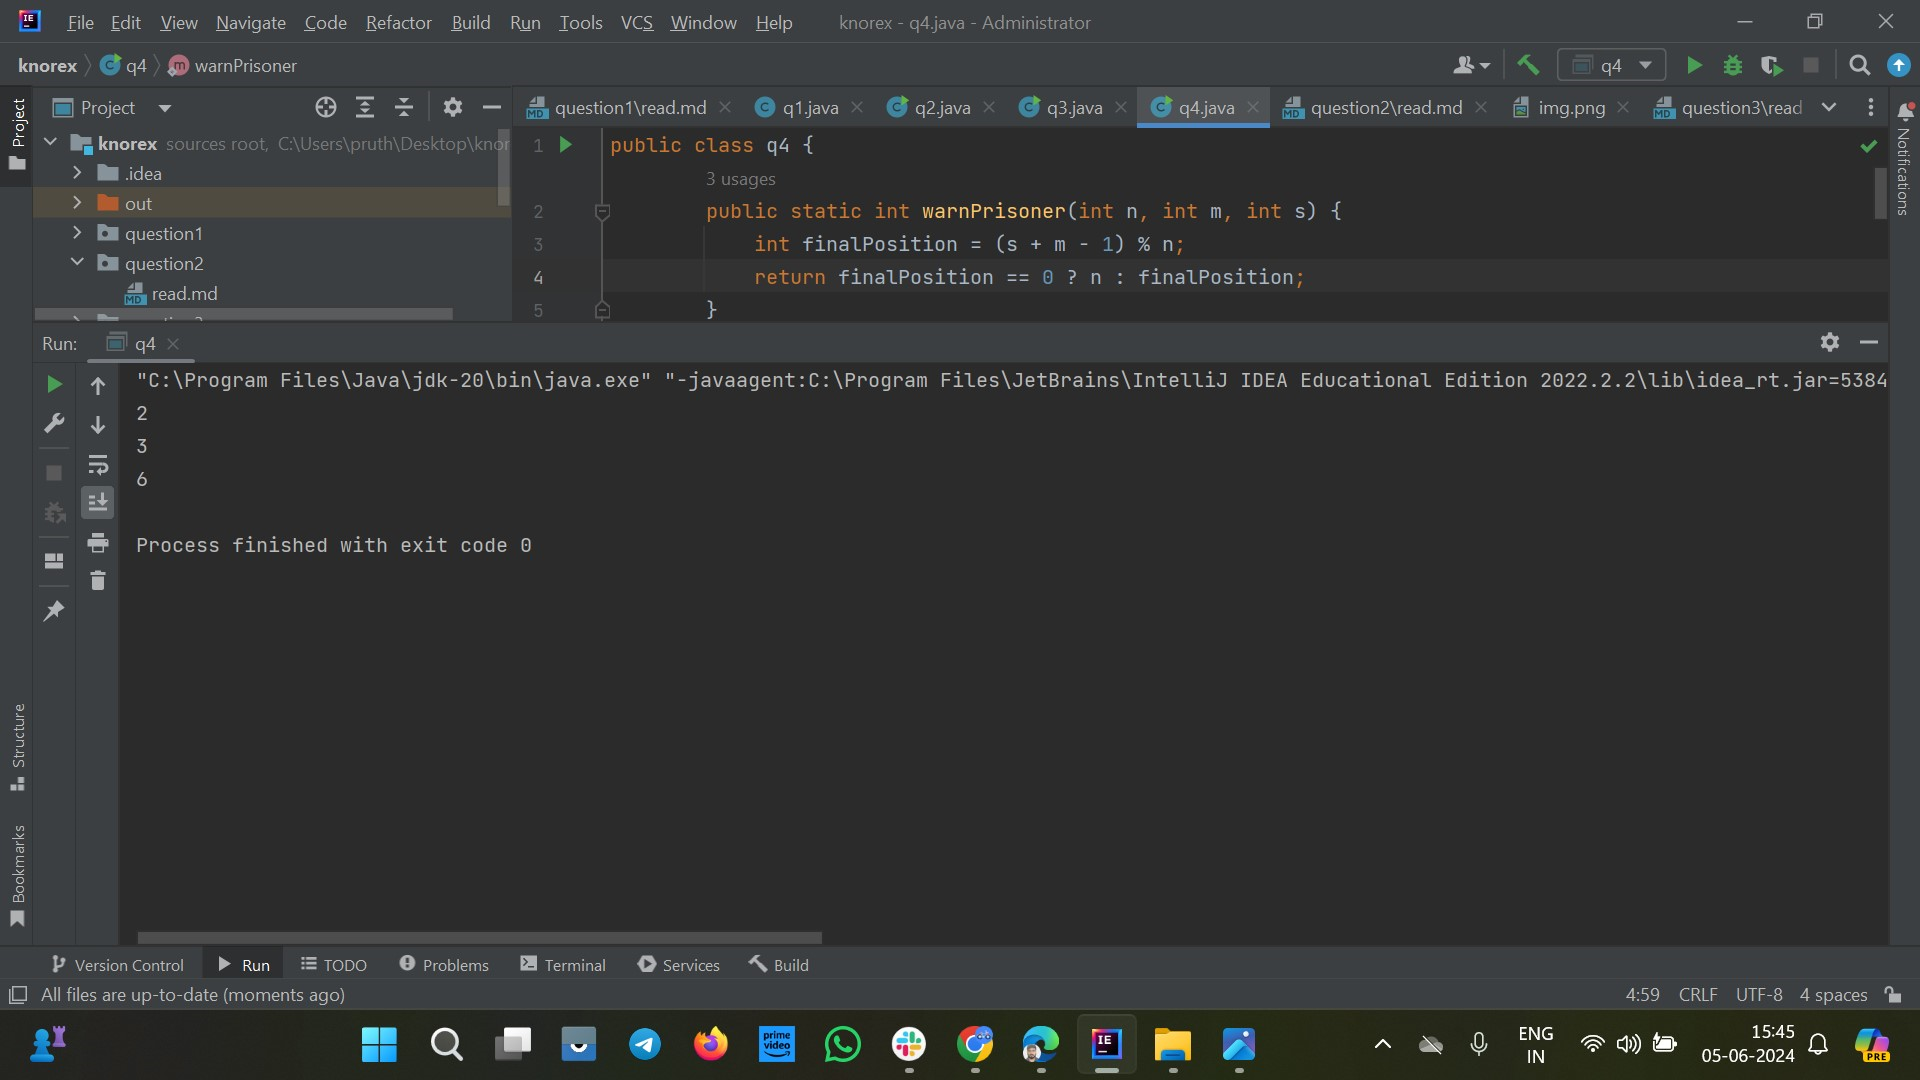 File Edit View Navigate Code Refactor Build Run Tools VCS Window Help knorex - q4.java - Administrator
knorex q4 m warnPrisoner q4
Project
Project
question1\read.md q1.java q2.java q3.java q4.java question2\read.md img.png question3\read
Notifications
knorex sources root, C:\Users\pruth\Desktop\knor
.idea
out
question1
question2
read.md
1 public class q4 {
3 usages
2 public static int warnPrisoner(int n, int m, int s) {
3 int finalPosition = (s + m - 1) % n;
4 return finalPosition == 0 ? n : finalPosition;
5 }
Run: q4
"C:\Program Files\Java\jdk-20\bin\java.exe" "-javaagent:C:\Program Files\JetBrains\IntelliJ IDEA Educational Edition 2022.2.2\lib\idea_rt.jar=5384
2
3
6
Process finished with exit code 0
Structure
Bookmarks
Version Control Run TODO Problems Terminal Services Build
All files are up-to-date (moments ago) 4:59 CRLF UTF-8 4 spaces
prime video
IE
ENG
IN
15:45
05-06-2024
PRE